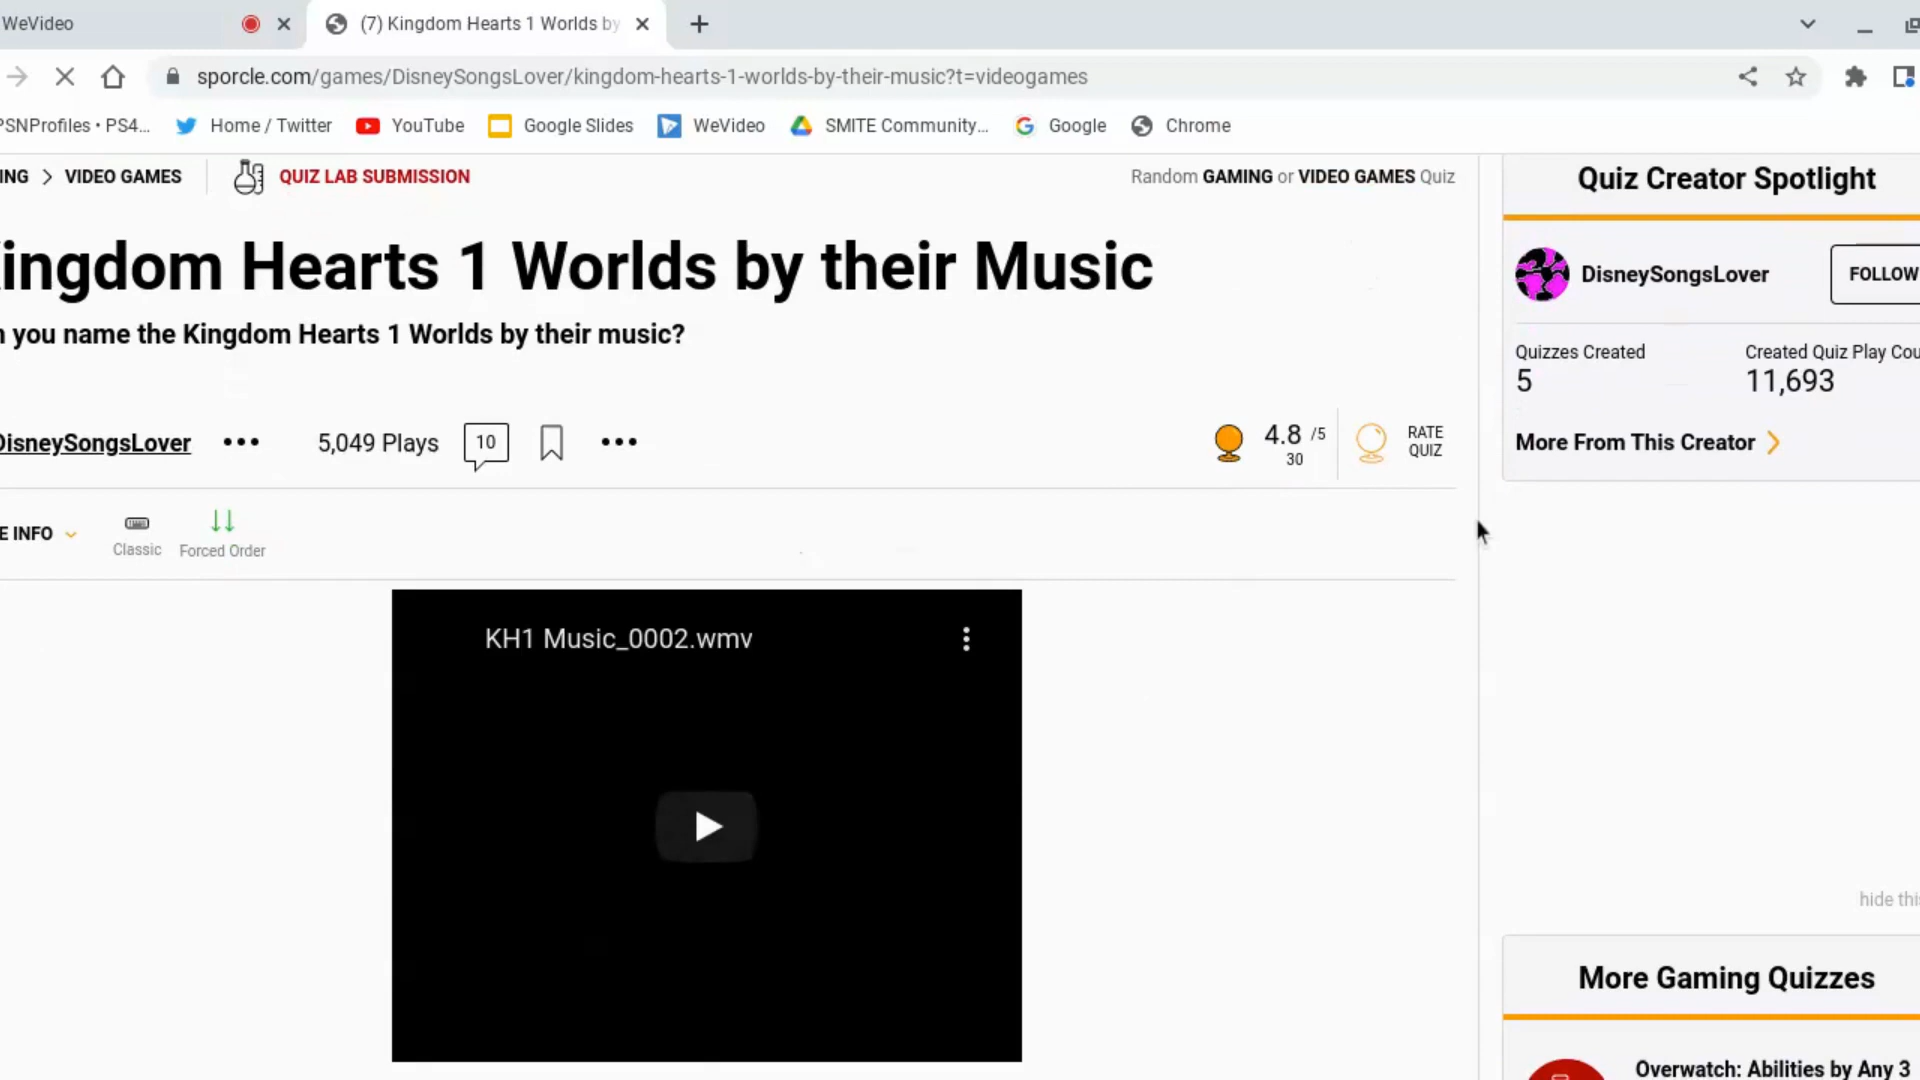 WeVideo
(7) Kingdom Hearts 1 Worlds by
sporcle.com/games/DisneySongsLover/kingdom-hearts-1-worlds-by-their-music?t=videogames
PSNProfiles • PS4... Home / Twitter YouTube Google Slides WeVideo SMITE Community... Google Chrome
ING > VIDEO GAMES QUIZ LAB SUBMISSION Random GAMING or VIDEO GAMES Quiz
ingdom Hearts 1 Worlds by their Music
n you name the Kingdom Hearts 1 Worlds by their music?
DisneySongsLover ••• 5,049 Plays 10 •••
4.8 /5
30
RATE
QUIZ
E INFO
Classic
Forced Order
KH1 Music_0002.wmv
Quiz Creator Spotlight
DisneySongsLover
FOLLOW
Quizzes Created
5
Created Quiz Play Cou
11,693
More From This Creator
hide this
More Gaming Quizzes
Overwatch: Abilities by Any 3